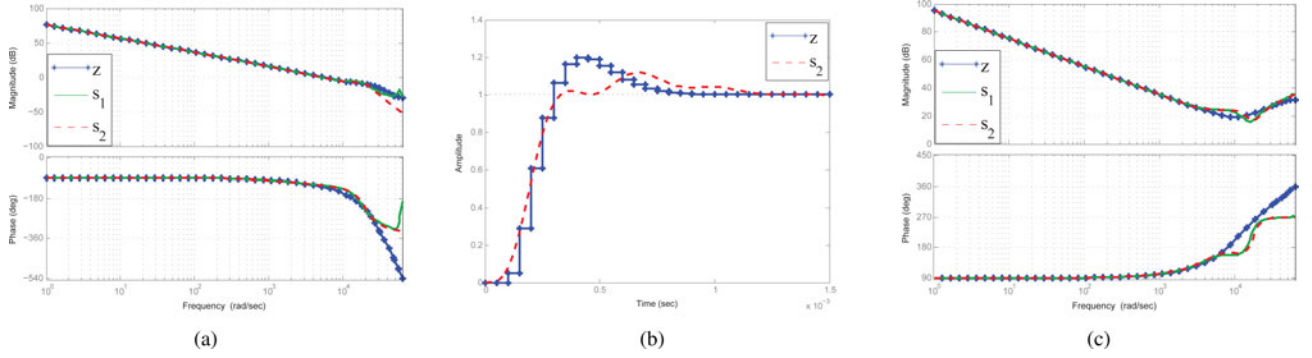 100
50
0
−50
−100
Magnitude (dB)
z
s1
s2
0
−180
−360
−540
Phase (deg)
10^0
10^1
10^2
10^3
10^4
Frequency (rad/sec)
(a)
1.4
1.2
1
0.8
0.6
0.4
0.2
0
Amplitude
z
s2
0
0.5
1
1.5
x 10^−3
Time (sec)
(b)
100
80
60
40
20
0
Magnitude (dB)
z
s1
s2
450
360
270
180
90
Phase (deg)
10^0
10^1
10^2
10^3
10^4
Frequency (rad/sec)
(c)